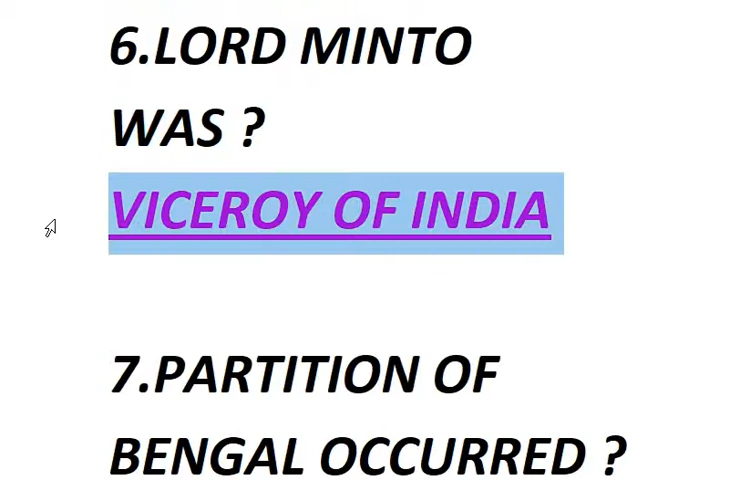 6.LORD MINTO
WAS ?
VICEROY OF INDIA
7.PARTITION OF
BENGAL OCCURRED ?